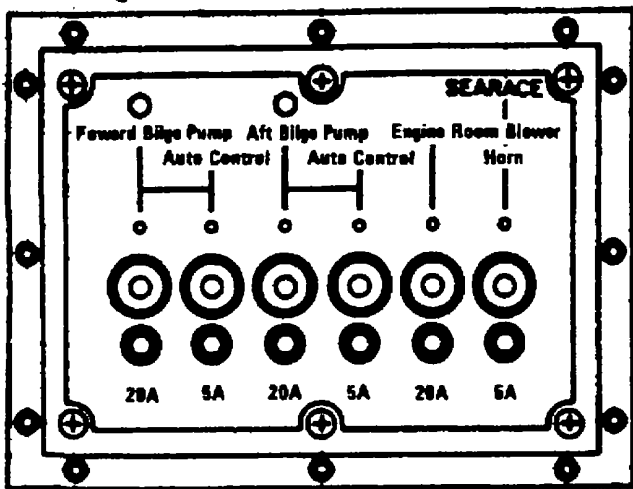 SEARACE
Foward Bilge Pump Aft Bilge Pump Engine Room Blower
Auto Control Auto Control Horn
20A 5A 20A 5A 20A 5A